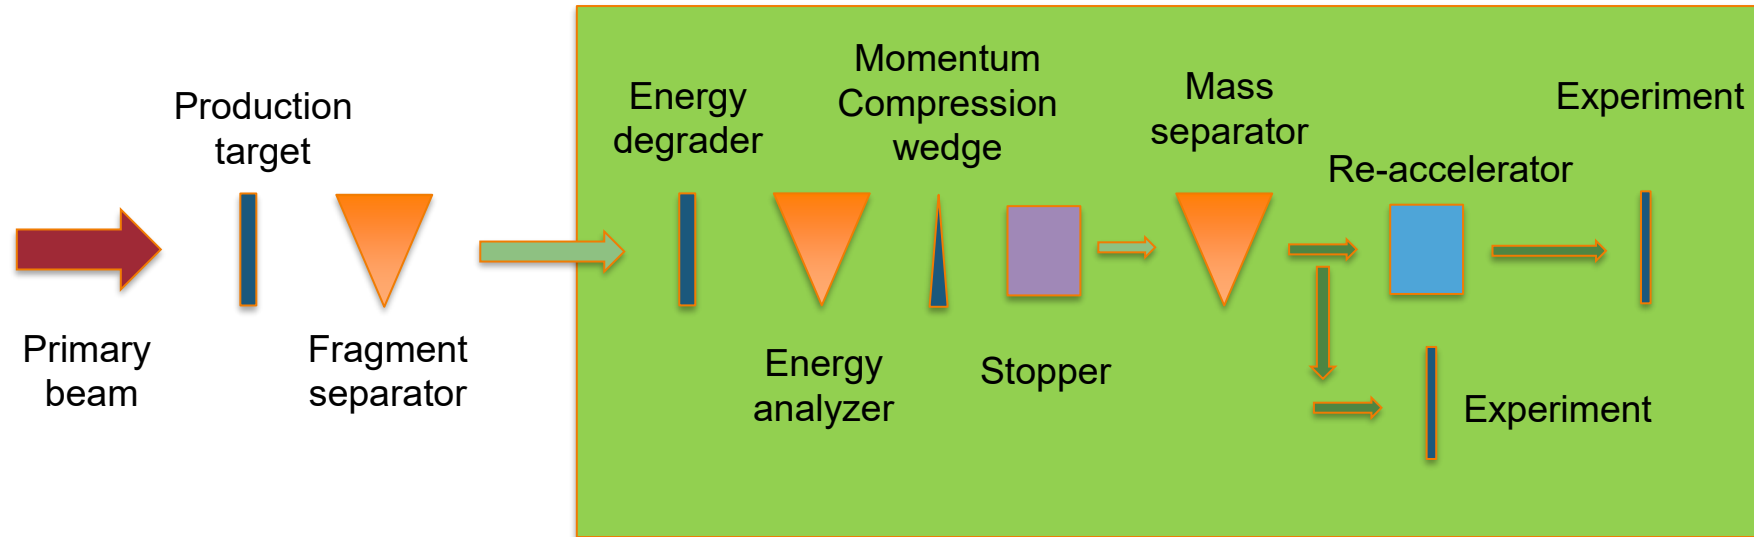 Primary
beam
Production
target
Fragment
separator
Energy
degrader
Energy
analyzer
Momentum
Compression
wedge
Stopper
Mass
separator
Re-accelerator
Experiment
Experiment